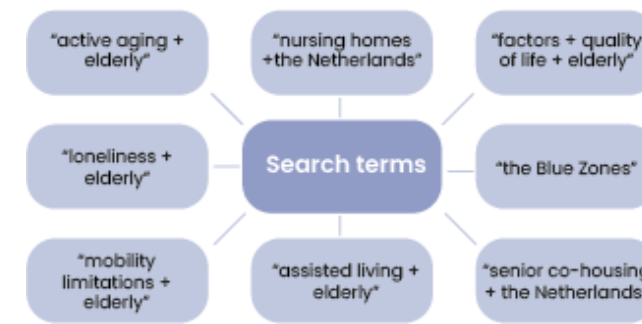 "active aging +
elderly"
"nursing homes
+the Netherlands"
"factors + quality
of life + elderly"
"loneliness +
elderly"
Search terms
"the Blue Zones"
"mobility
limitations +
elderly"
"assisted living +
elderly"
"senior co-housing
+ the Netherlands